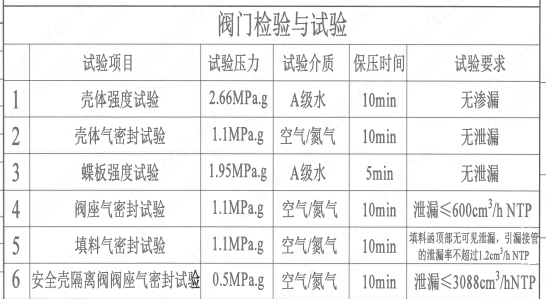 阀门检验与试验
试验项目 试验压力 试验介质 保压时间 试验要求
1 壳体强度试验 2.66MPa.g A级水 10min 无渗漏
2 壳体气密封试验 1.1MPa.g 空气/氮气 10min 无泄漏
3 蝶板强度试验 1.95MPa.g A级水 5min 无泄漏
4 阀座气密封试验 1.1MPa.g 空气/氮气 10min 泄漏≤600cm³/h NTP
5 填料气密封试验 1.1MPa.g 空气/氮气 10min 填料函顶部无可见泄漏，引漏接管
的泄漏率不超过1.2cm³/hNTP
6 安全壳隔离阀阀座气密封试验 0.5MPa.g 空气/氮气 10min 泄漏≤3088cm³/h NTP